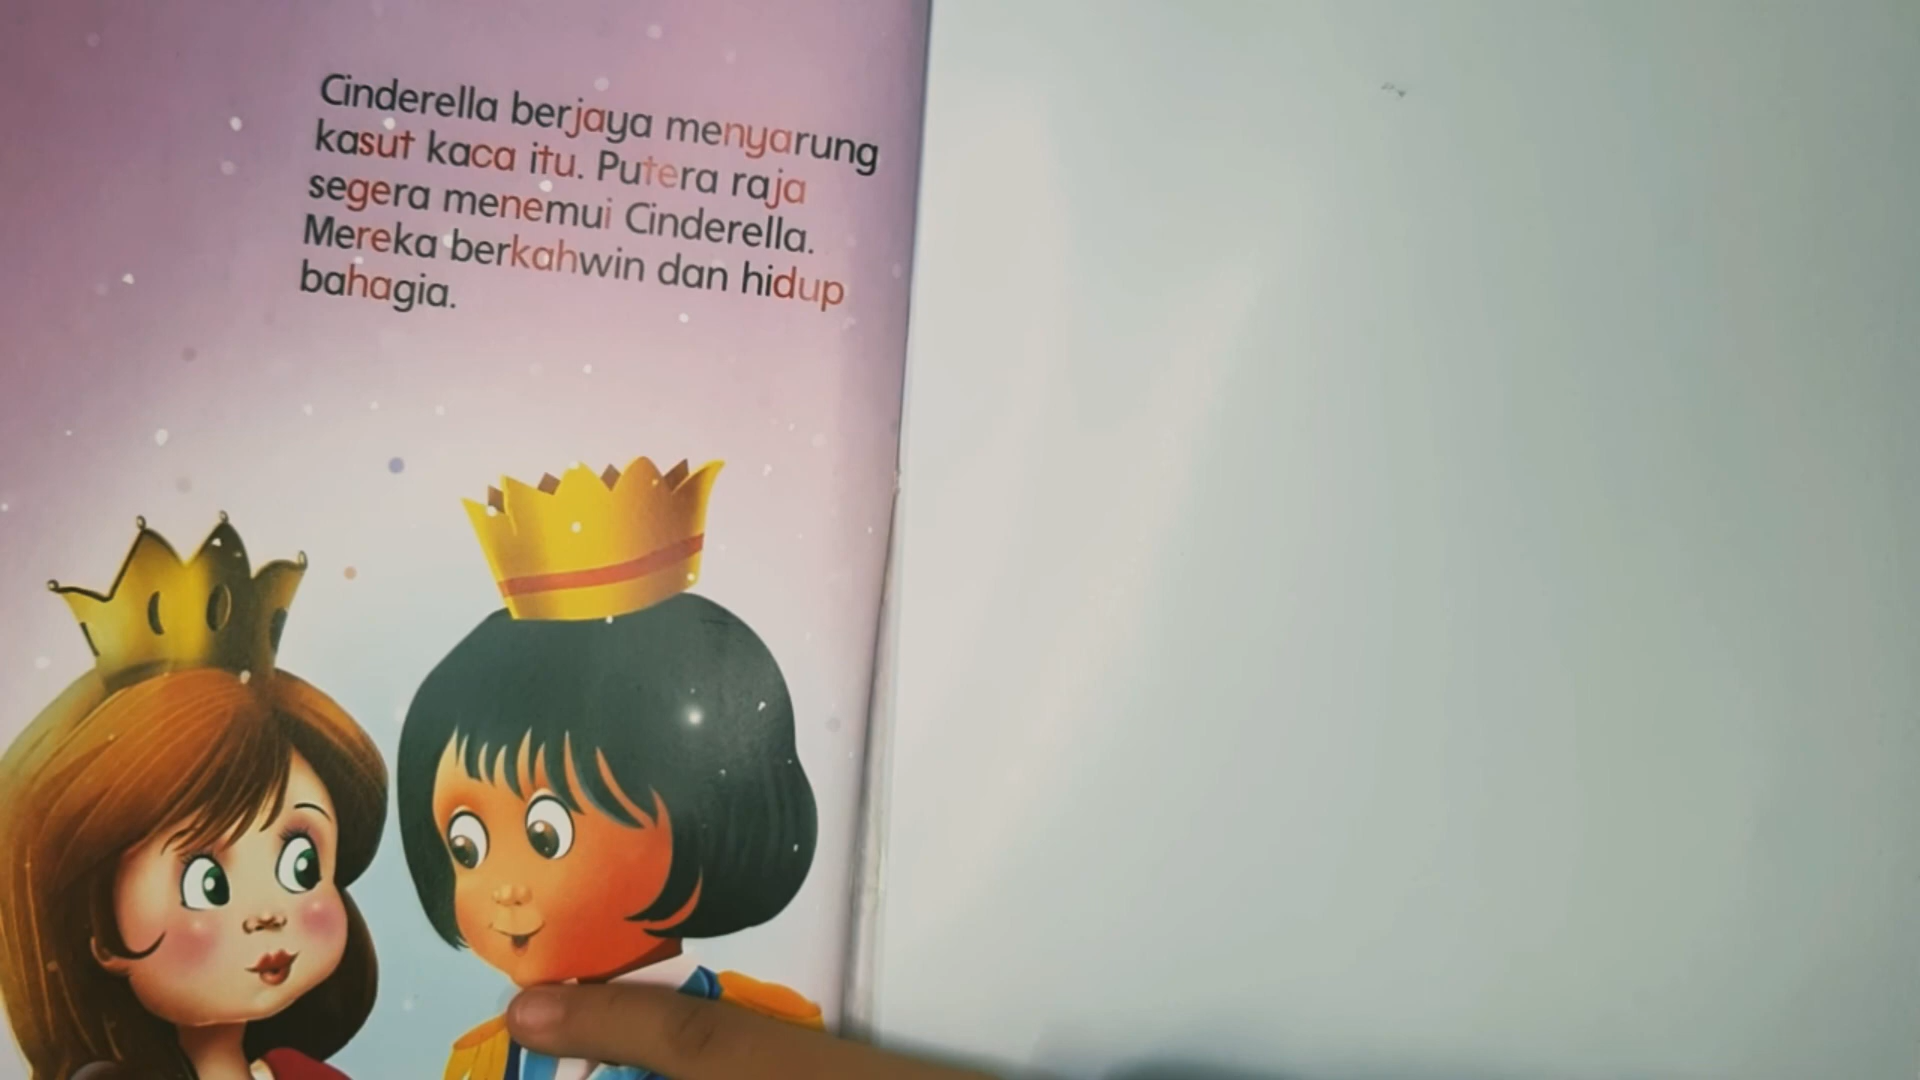 Cinderella berjaya menyarung
kasut kaca itu. Putera raja
segera menemui Cinderella.
Mereka berkahwin dan hidup
bahagia.